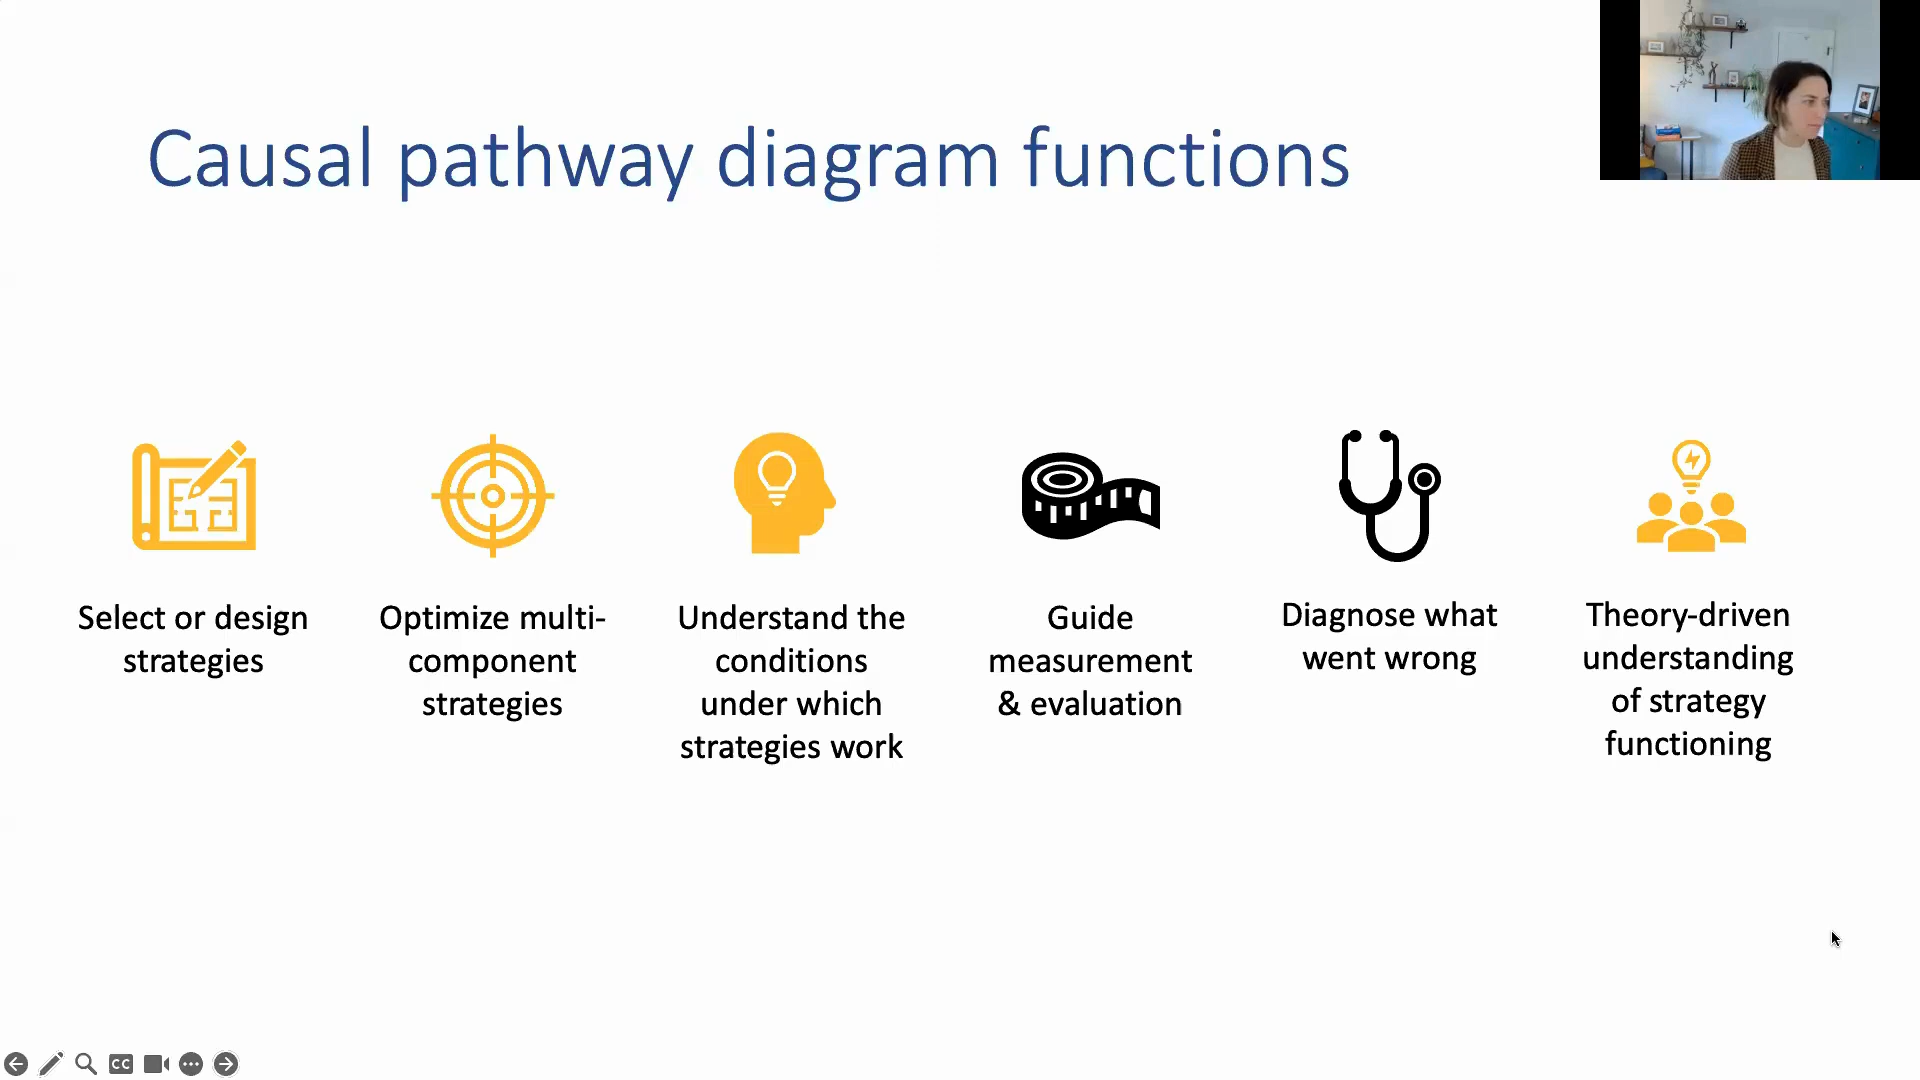 Causal pathway diagram functions
Select or design
strategies
Optimize multi-
component
strategies
Understand the
conditions
under which
strategies work
Guide
measurement
& evaluation
Diagnose what
went wrong
Theory-driven
understanding
of strategy
functioning
CC